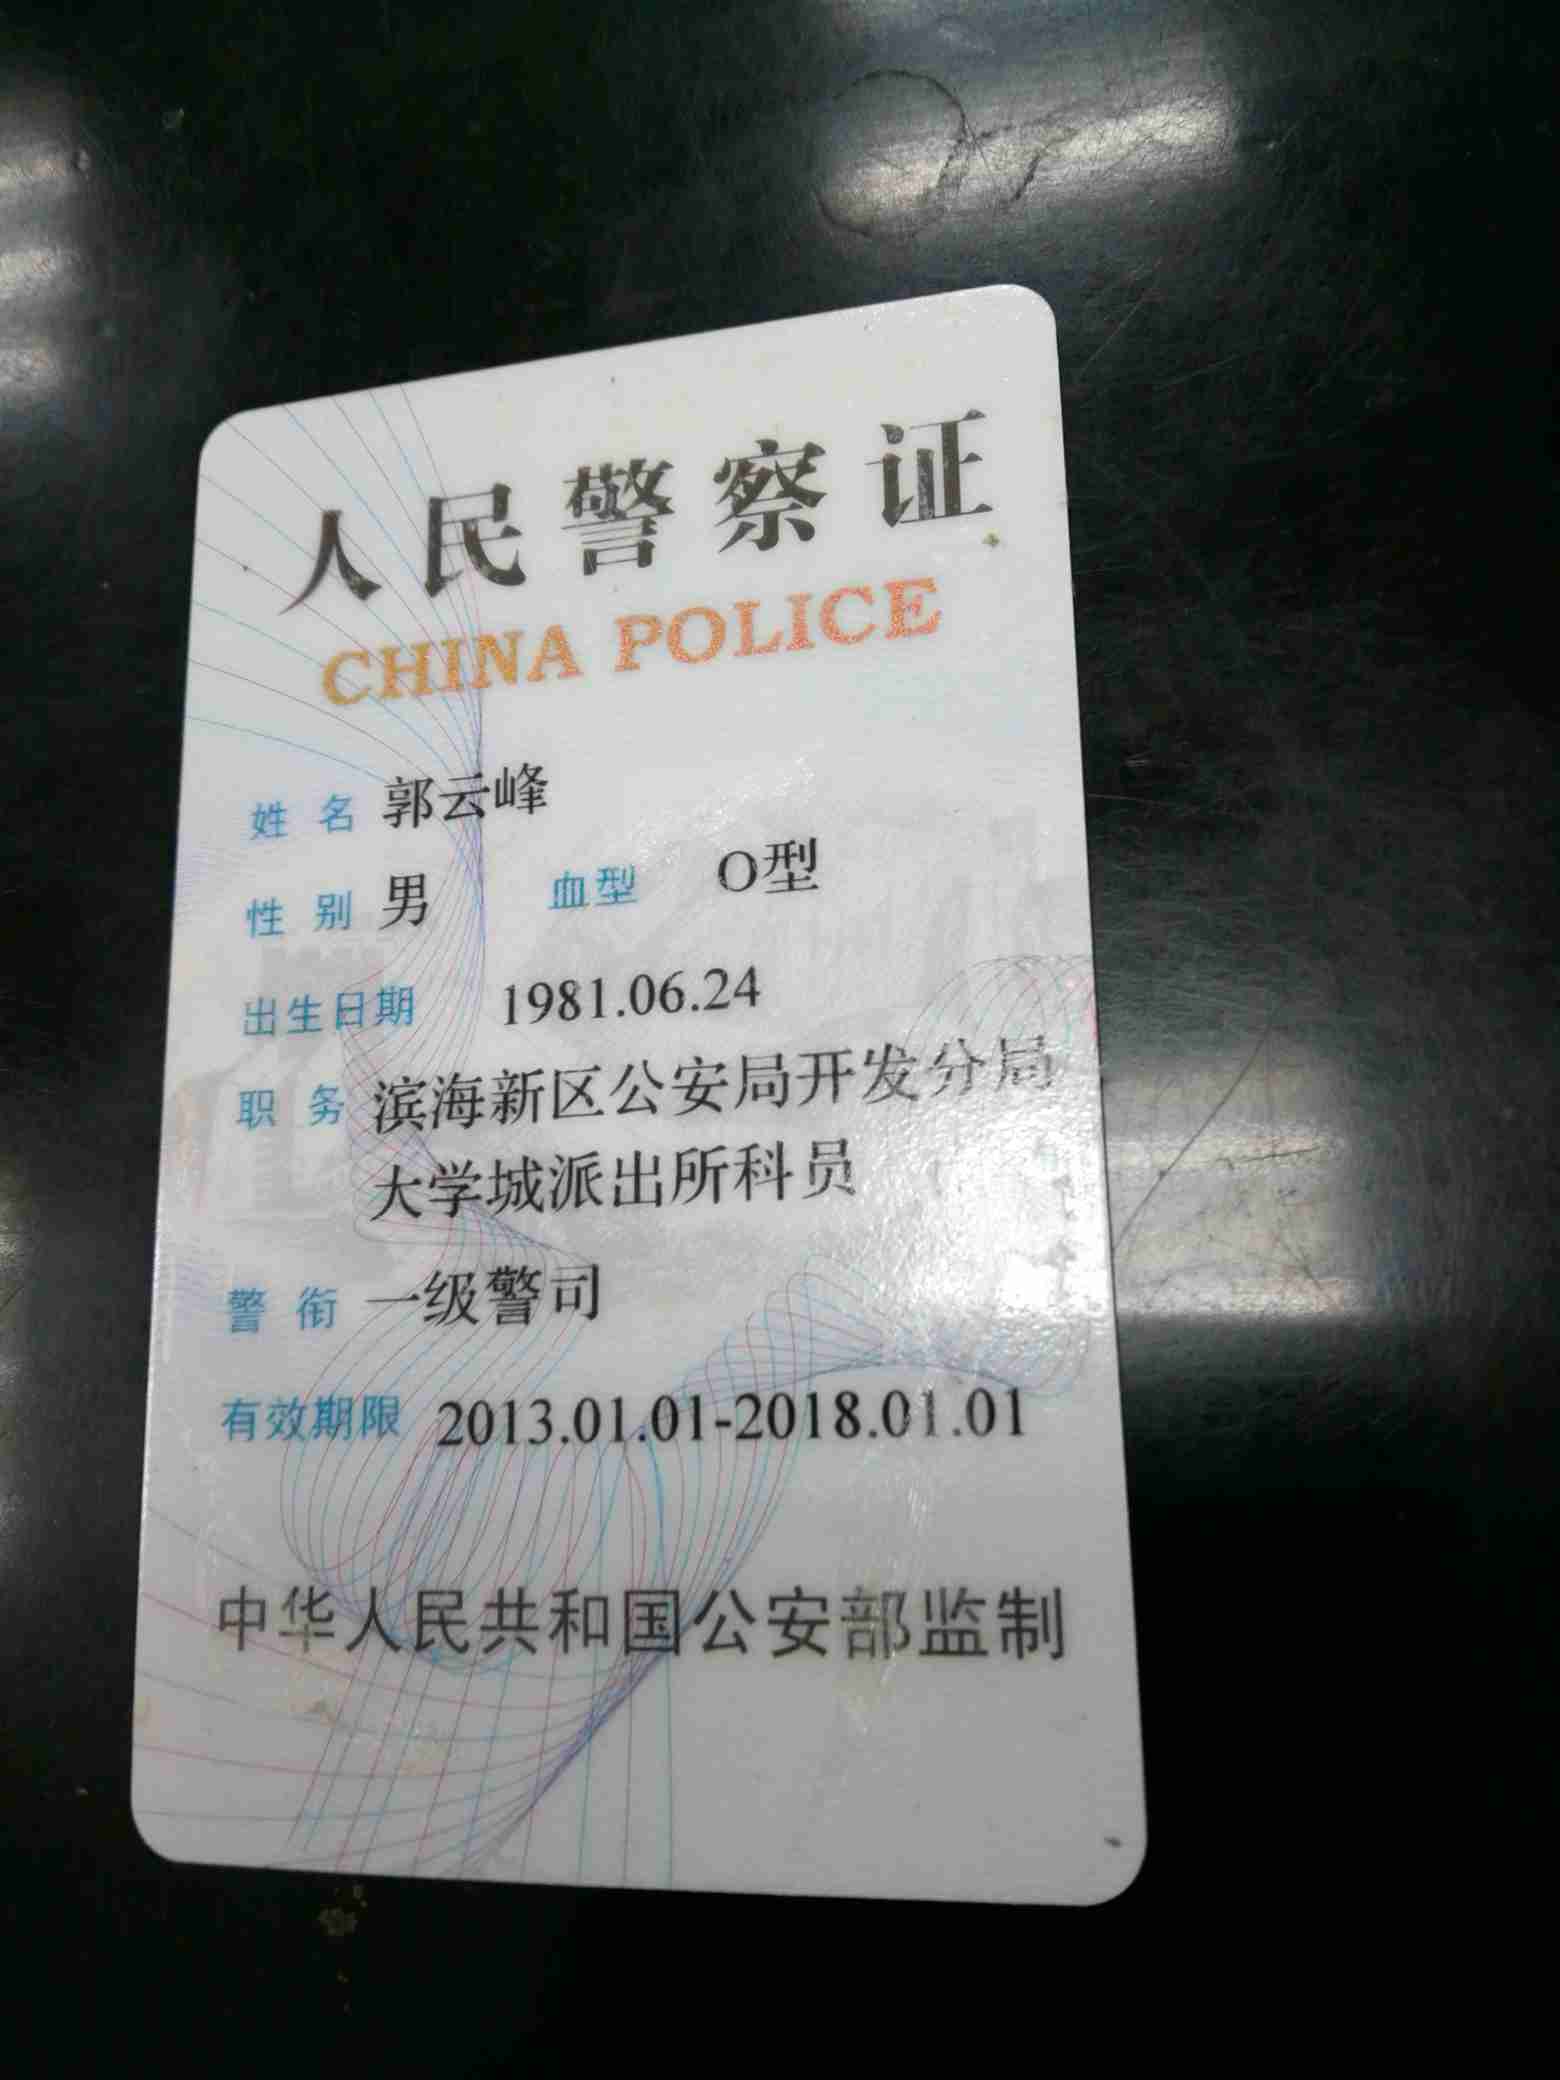 人民警察证
CHINA POLICE
姓 名 郭云峰
性 别 男 血型 O型
出生日期 1981.06.24
职 务 滨海新区公安局开发分局
大学城派出所科员
警 衔 一级警司
有效期限 2013.01.01-2018.01.01
中华人民共和国公安部监制